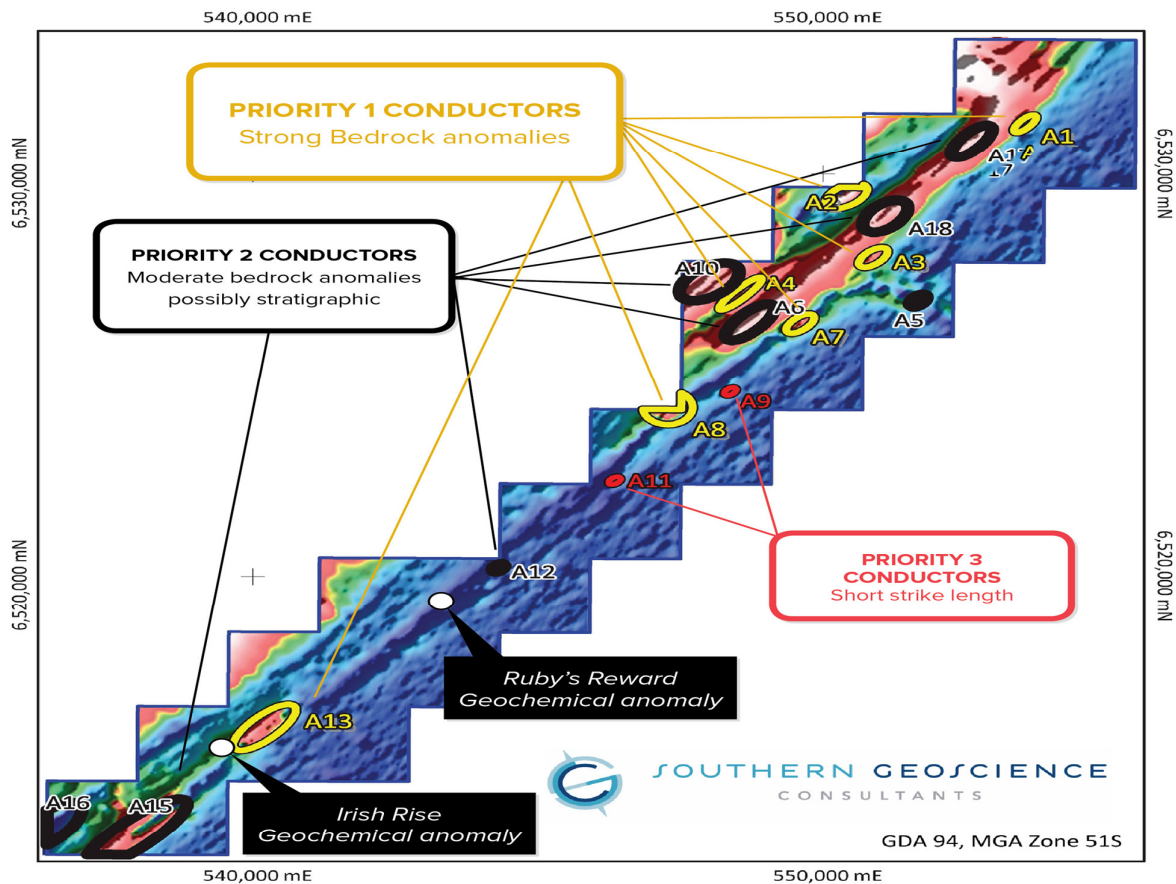 540,000 mE
550,000 mE
6,530,000 mN
6,530,000 mN
PRIORITY 1 CONDUCTORS
Strong Bedrock anomalies
A1
A17
A
17
A2
A18
PRIORITY 2 CONDUCTORS
Moderate bedrock anomalies
possibly stratigraphic
A3
A10
A4
A6
A5
A7
A9
A8
A11
PRIORITY 3
CONDUCTORS
Short strike length
6,520,000 mN
6,520,000 mN
A12
Ruby's Reward
Geochemical anomaly
A13
A16
A15
Irish Rise
Geochemical anomaly
SOUTHERN GEOSCIENCE
CONSULTANTS
GDA 94, MGA Zone 51S
540,000 mE
550,000 mE